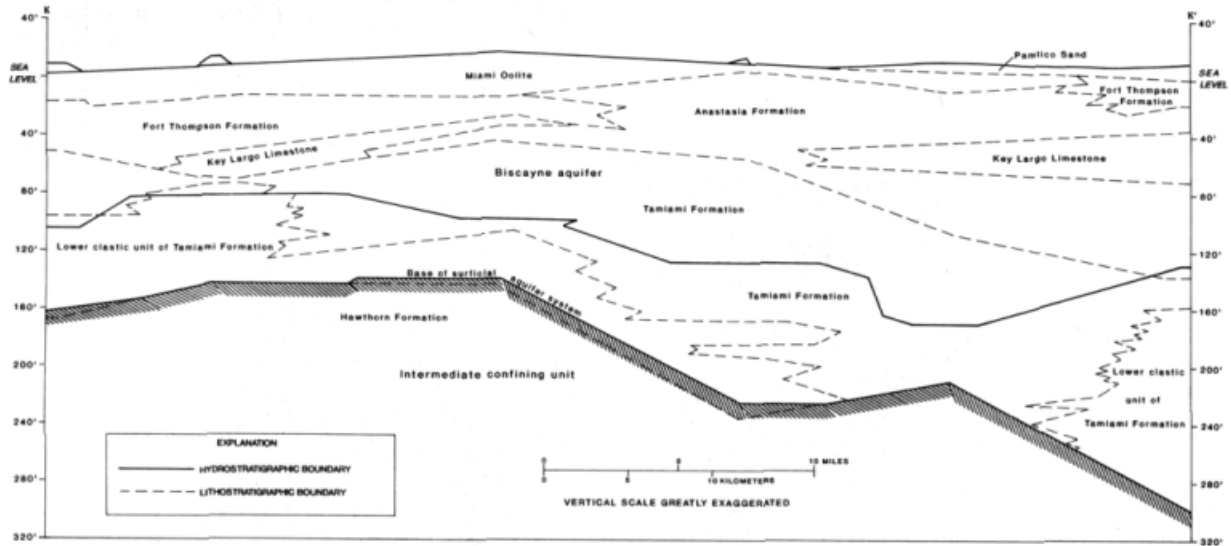 K
K'
40'
40'
SEA LEVEL
SEA LEVEL
Pamlico Sand
Miami Oolite
Anastasia Formation
Fort Thompson
Formation
Fort Thompson Formation
40'
40'
Key Largo Limestone
Key Largo Limestone
Biscayne aquifer
80'
80'
Tamiami Formation
Lower clastic unit of Tamiami Formation
120'
120'
Base of surficial aquifer system
Tamiami Formation
160'
160'
Hawthorn Formation
Intermediate confining unit
200'
200'
Lower clastic
unit of
Tamiami Formation
240'
240'
EXPLANATION
HYDROSTRATIGRAPHIC BOUNDARY
LITHOSTRATIGRAPHIC BOUNDARY
0 5 10 MILES
0 5 10 KILOMETERS
VERTICAL SCALE GREATLY EXAGGERATED
280'
280'
320'
320'